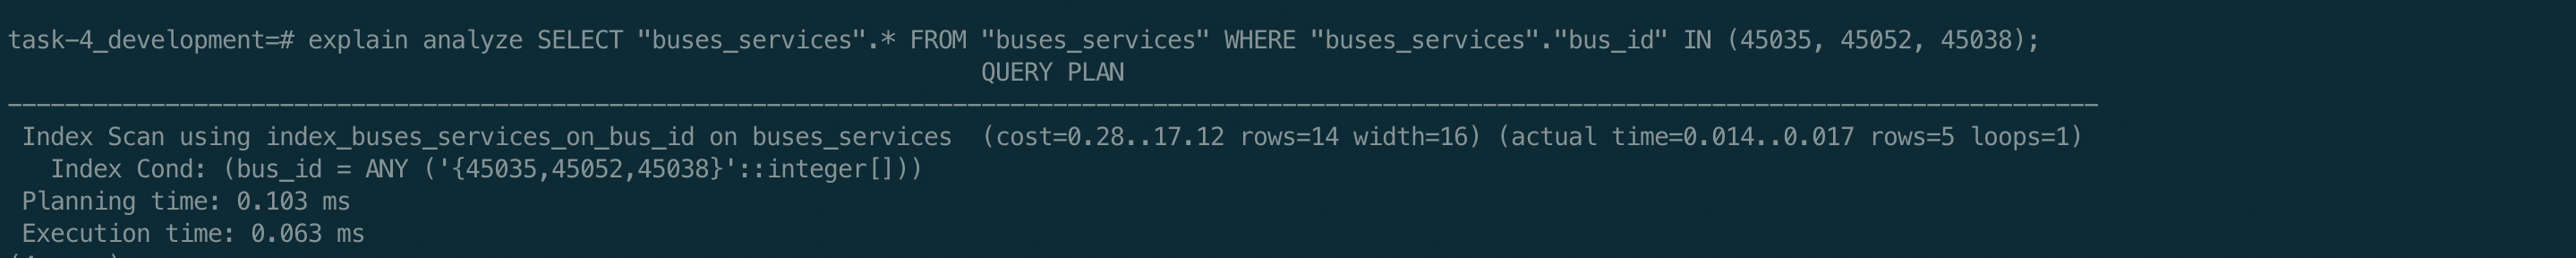 task-4_development=# explain analyze SELECT "buses_services".* FROM "buses_services" WHERE "buses_services"."bus_id" IN (45035, 45052, 45038);
QUERY PLAN
Index Scan using index_buses_services_on_bus_id on buses_services  (cost=0.28..17.12 rows=14 width=16) (actual time=0.014..0.017 rows=5 loops=1)
Index Cond: (bus_id = ANY ('{45035,45052,45038}'::integer[]))
Planning time: 0.103 ms
Execution time: 0.063 ms